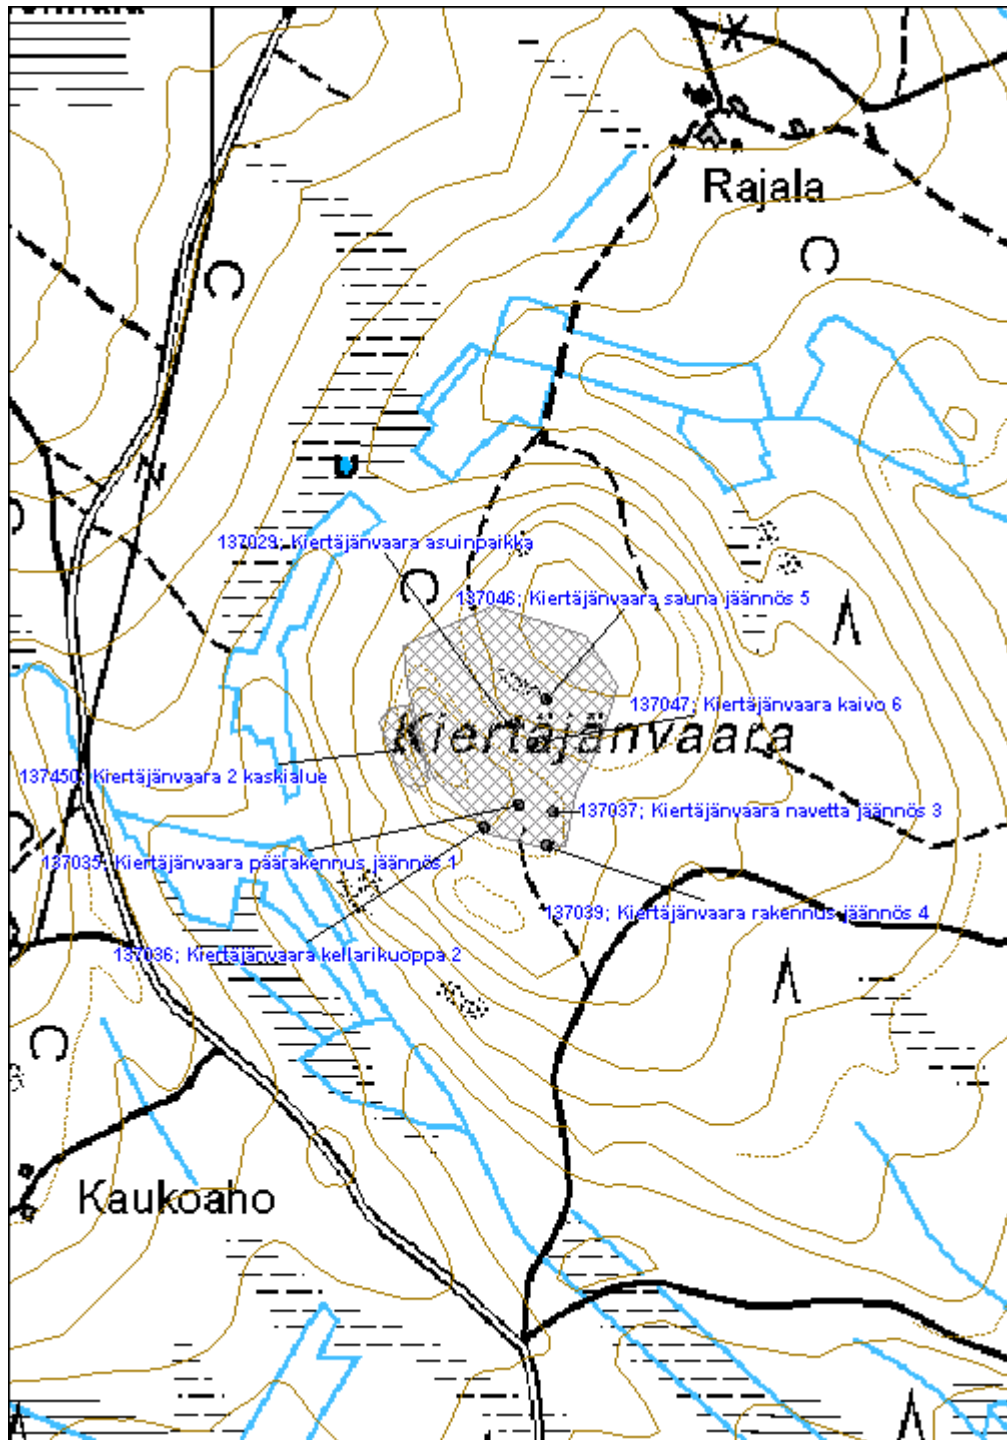 Rajala
137029; Kiertäjänvaara asuinpaikka
137046; Kiertäjänvaara sauna jäännös 5
137047; Kiertäjänvaara kaivo 6
Kiertäjänvaara
137450; Kiertäjänvaara 2 kaskialue
137037; Kiertäjänvaara navetta jäännös 3
137035; Kiertäjänvaara päärakennus jäännös 1
137039; Kiertäjänvaara rakennus jäännös 4
137036; Kiertäjänvaara kellarikuoppa 2
Kaukoaho